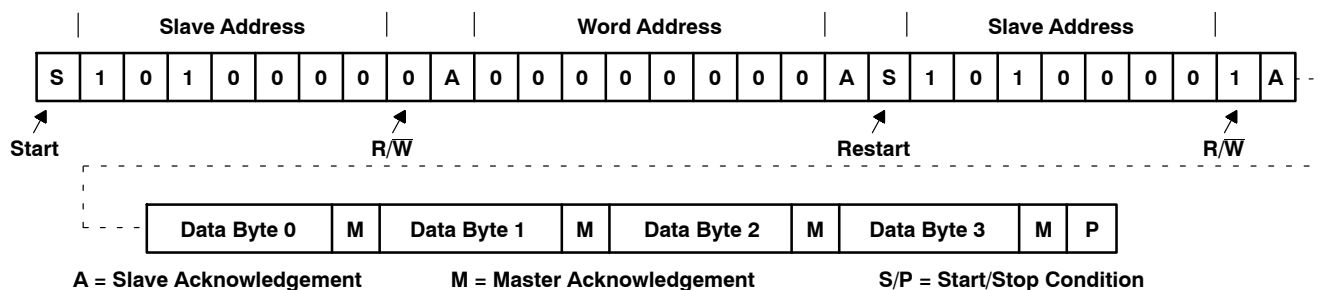 Slave Address Word Address Slave Address
S 1 0 1 0 0 0 0 0 A 0 0 0 0 0 0 0 0 A S 1 0 1 0 0 0 0 1 A
Start R/W̅ Restart R/W̅
Data Byte 0 M Data Byte 1 M Data Byte 2 M Data Byte 3 M P
A = Slave Acknowledgement M = Master Acknowledgement S/P = Start/Stop Condition